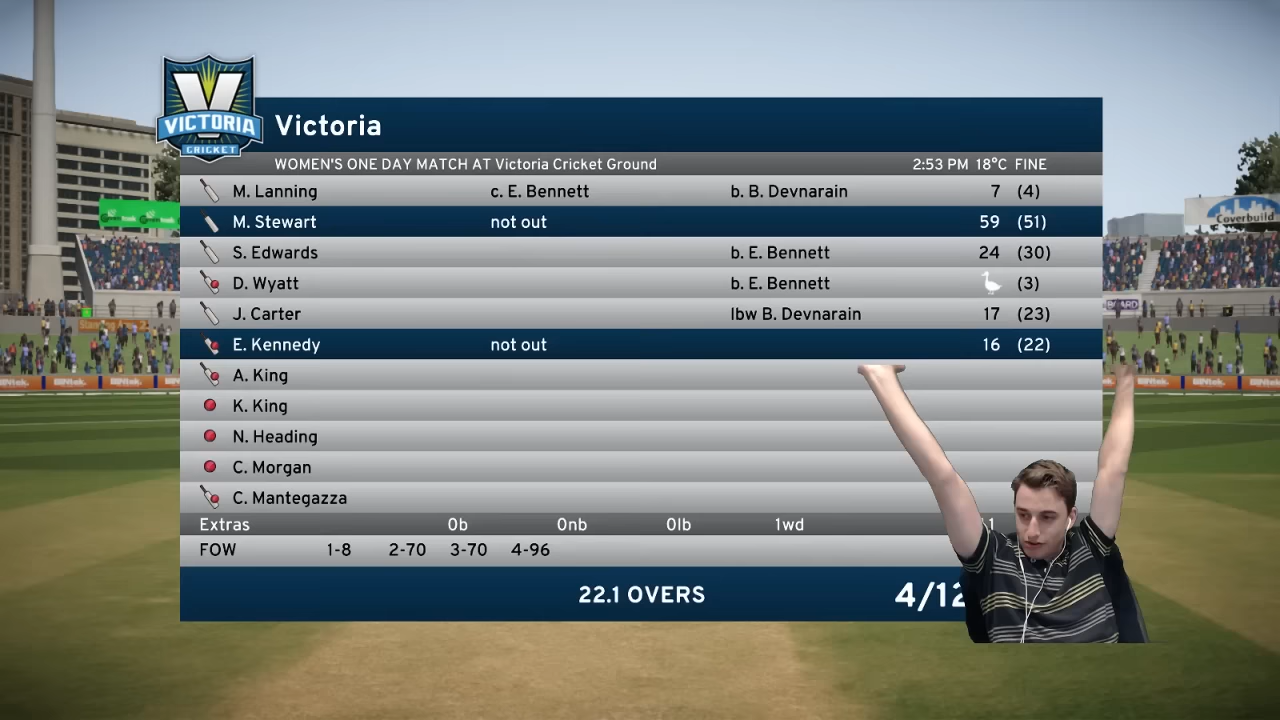 VICTORIA
CRICKET
Victoria
WOMEN'S ONE DAY MATCH AT Victoria Cricket Ground 2:53 PM 18°C FINE
M. Lanning c. E. Bennett b. B. Devnarain 7 (4)
M. Stewart not out 59 (51)
S. Edwards b. E. Bennett 24 (30)
D. Wyatt b. E. Bennett (3)
J. Carter lbw B. Devnarain 17 (23)
E. Kennedy not out 16 (22)
A. King
K. King
N. Heading
C. Morgan
C. Mantegazza
Extras 0b 0nb 0lb 1wd 1
FOW 1-8 2-70 3-70 4-96
22.1 OVERS 4/12
Coverbuild